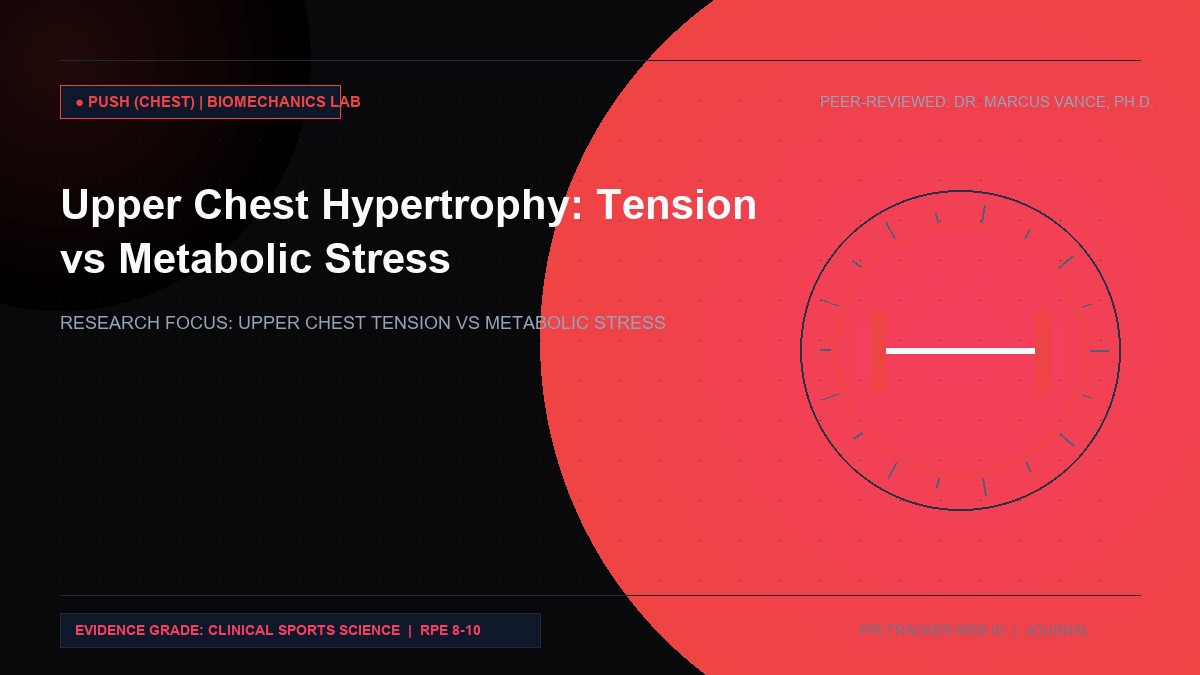 ● PUSH (CHEST) | BIOMECHANICS LAB
PEER-REVIEWED: DR. MARCUS VANCE, PH.D.
Upper Chest Hypertrophy: Tension
vs Metabolic Stress
RESEARCH FOCUS: UPPER CHEST TENSION VS METABOLIC STRESS
EVIDENCE GRADE: CLINICAL SPORTS SCIENCE | RPE 8-10
PPLTRACKER.WEB.ID | JOURNAL